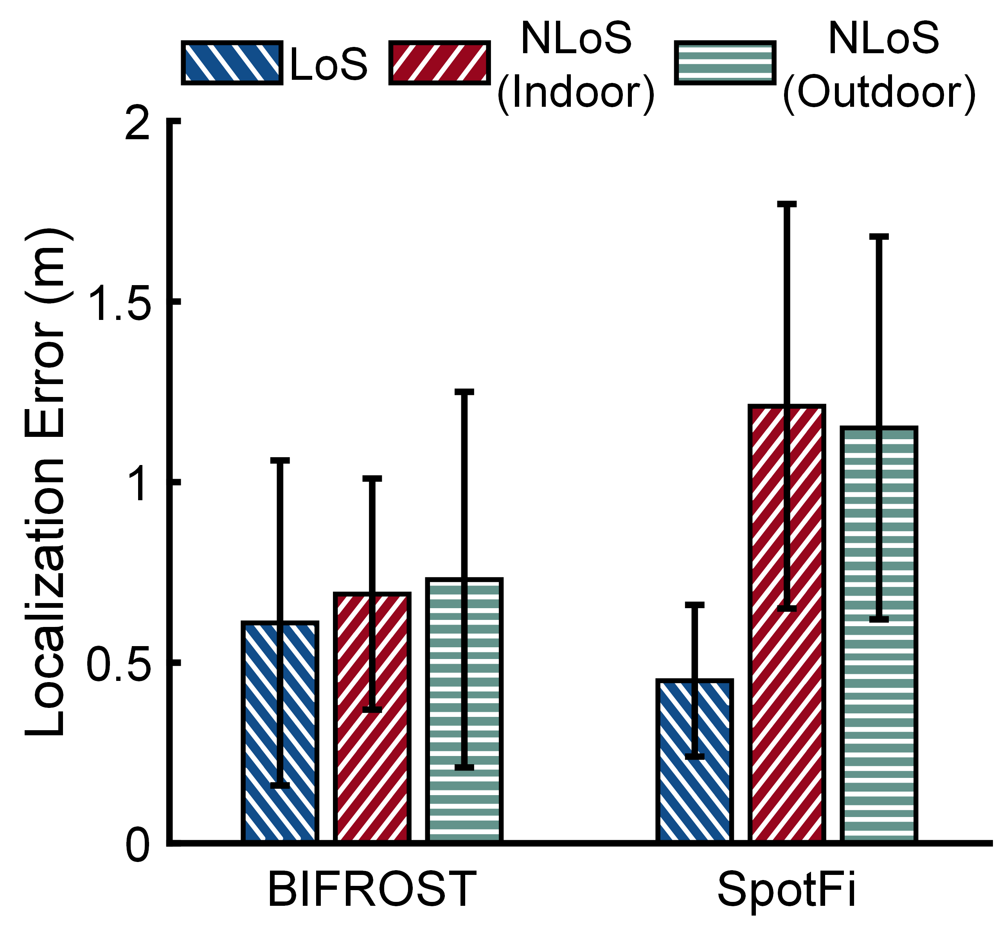 LoS
NLoS
(Indoor)
NLoS
(Outdoor)
Localization Error (m)
2
1.5
1
0.5
0
BIFROST
SpotFi